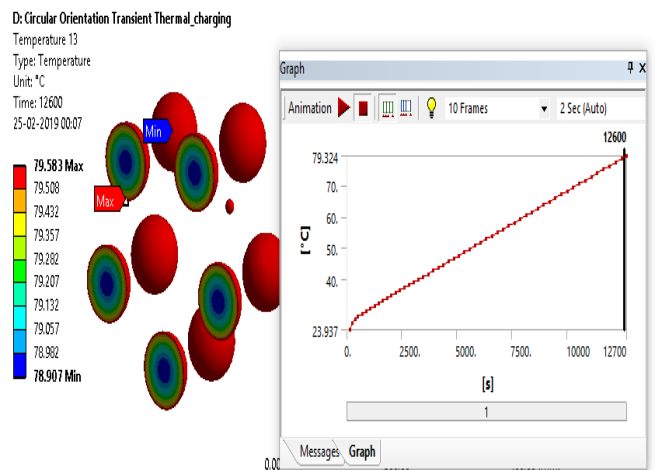 D: Circular Orientation Transient Thermal_charging
Temperature 13
Type: Temperature
Unit: °C
Time: 12600
25-02-2019 00:07
79.583 Max
79.508
79.432
79.357
79.282
79.207
79.132
79.057
78.982
78.907 Min
Min
Max
Graph
Animation
10 Frames
2 Sec (Auto)
12600
79.324
70.
60.
50.
40.
23.937
[°C]
0.
2500.
5000.
7500.
10000
12700
[s]
1
Messages
Graph
0.00